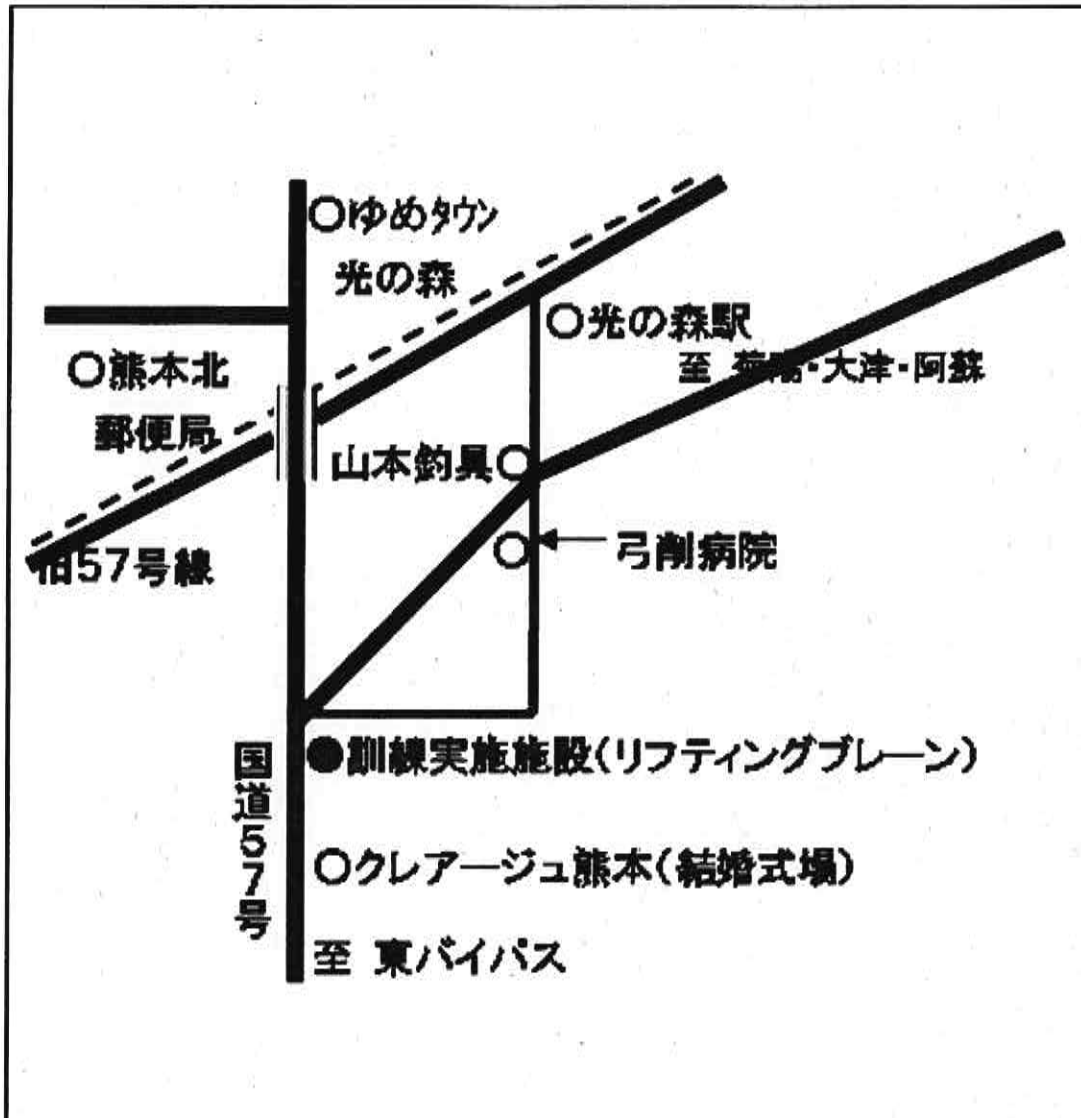 ○ゆめタウン
光の森
○光の森駅
○熊本北
郵便局
至 ・大津・阿蘇
山本釣具○
57号線
弓削病院
国道57号
●訓練実施施設(リフティングブレーン)
○クレアージュ熊本(結婚式場)
至 東バイパス